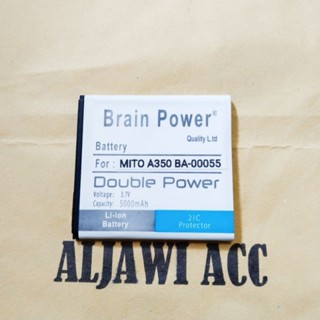 Brain Power®
Quality Ltd
Battery
For : MITO A350 BA-00055
Double Power
Voltage: 3.7V
Capacity: 5000mAh
Li-Ion
Battery
2IC
Protector
ALJAWI ACC